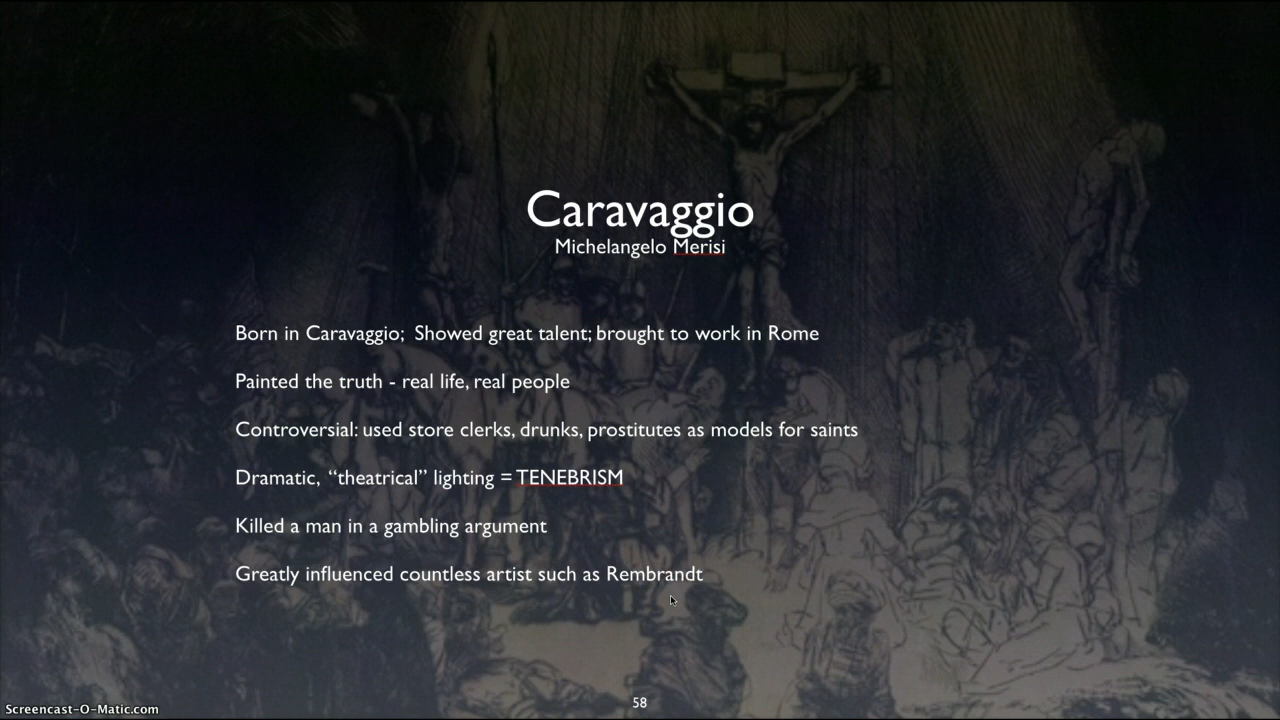 Caravaggio
Michelangelo Merisi
Born in Caravaggio;  Showed great talent; brought to work in Rome
Painted the truth - real life, real people
Controversial: used store clerks, drunks, prostitutes as models for saints
Dramatic, “theatrical” lighting = TENEBRISM
Killed a man in a gambling argument
Greatly influenced countless artist such as Rembrandt
58
Screencast-O-Matic.com